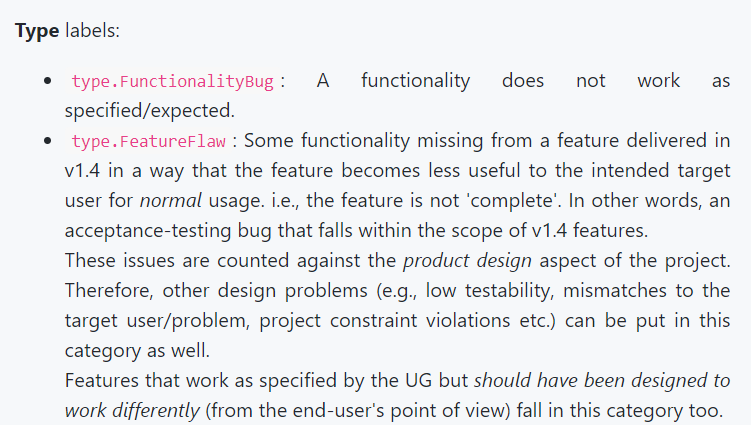 Type labels:
• type.FunctionalityBug : A functionality does not work as
specified/expected.
• type.FeatureFlaw : Some functionality missing from a feature delivered in
v1.4 in a way that the feature becomes less useful to the intended target
user for normal usage. i.e., the feature is not 'complete'. In other words, an
acceptance-testing bug that falls within the scope of v1.4 features.
These issues are counted against the product design aspect of the project.
Therefore, other design problems (e.g., low testability, mismatches to the
target user/problem, project constraint violations etc.) can be put in this
category as well.
Features that work as specified by the UG but should have been designed to
work differently (from the end-user's point of view) fall in this category too.